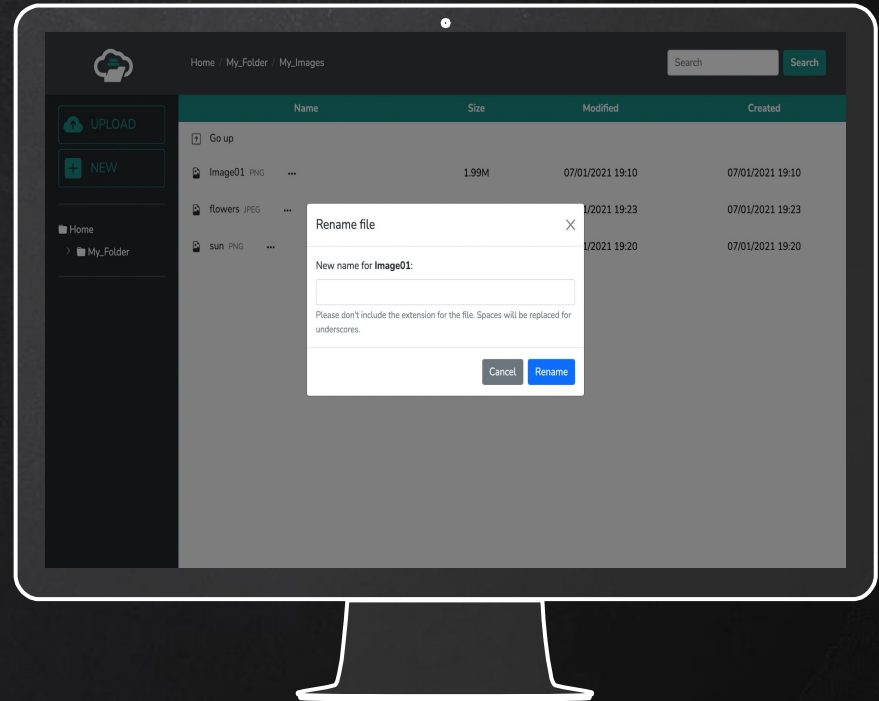 Home / My_Folder / My_Images
Search
Search
UPLOAD
NEW
Home
My_Folder
Name Size Modified Created
Go up
Image01 PNG ... 1.99M 07/01/2021 19:10 07/01/2021 19:10
flowers JPEG ... 1/2021 19:23 07/01/2021 19:23
sun PNG ... 1/2021 19:20 07/01/2021 19:20
Rename file X
New name for Image01:
Please don't include the extension for the file. Spaces will be replaced for
underscores.
Cancel Rename